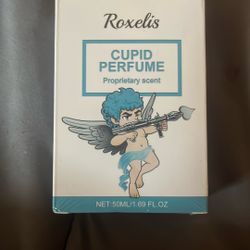 Roxelis
CUPID
PERFUME
Proprietary scent
NET:50ML/1.69 FL.OZ